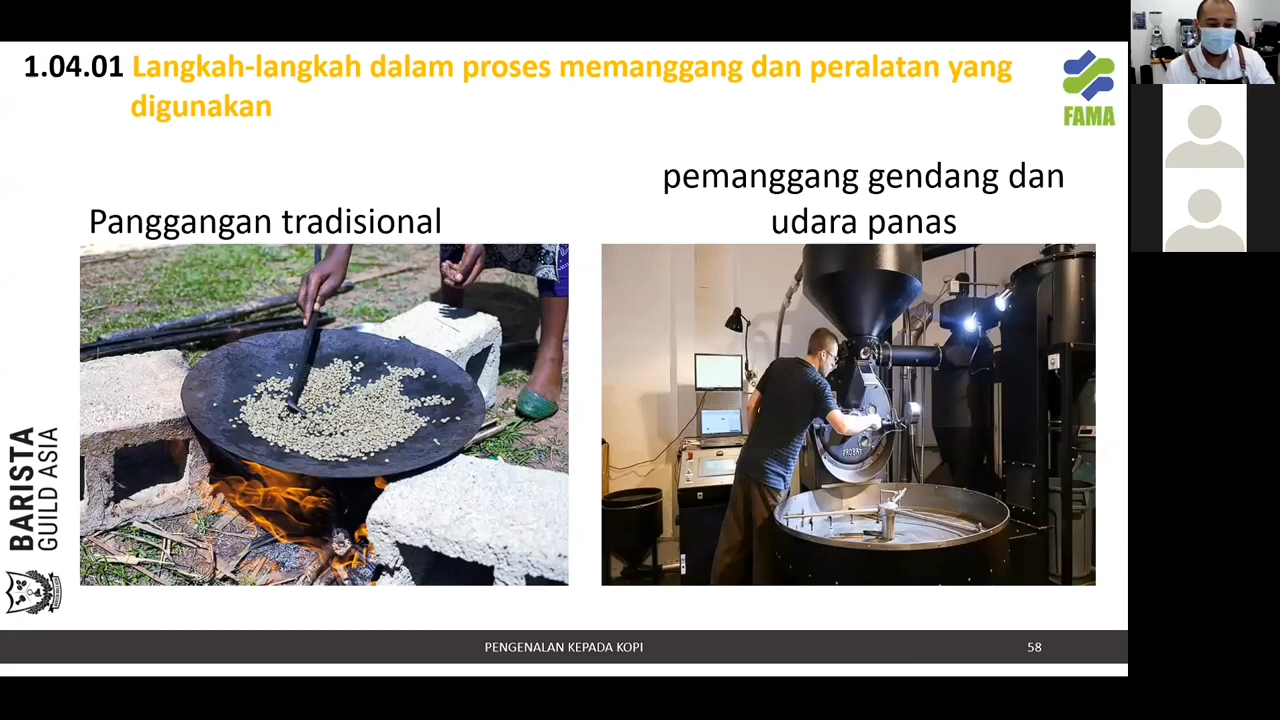 1.04.01 Langkah-langkah dalam proses memanggang dan peralatan yang
digunakan
FAMA
Panggangan tradisional
pemanggang gendang dan
udara panas
PROBAT
BARISTA
GUILD ASIA
PENGENALAN KEPADA KOPI
58